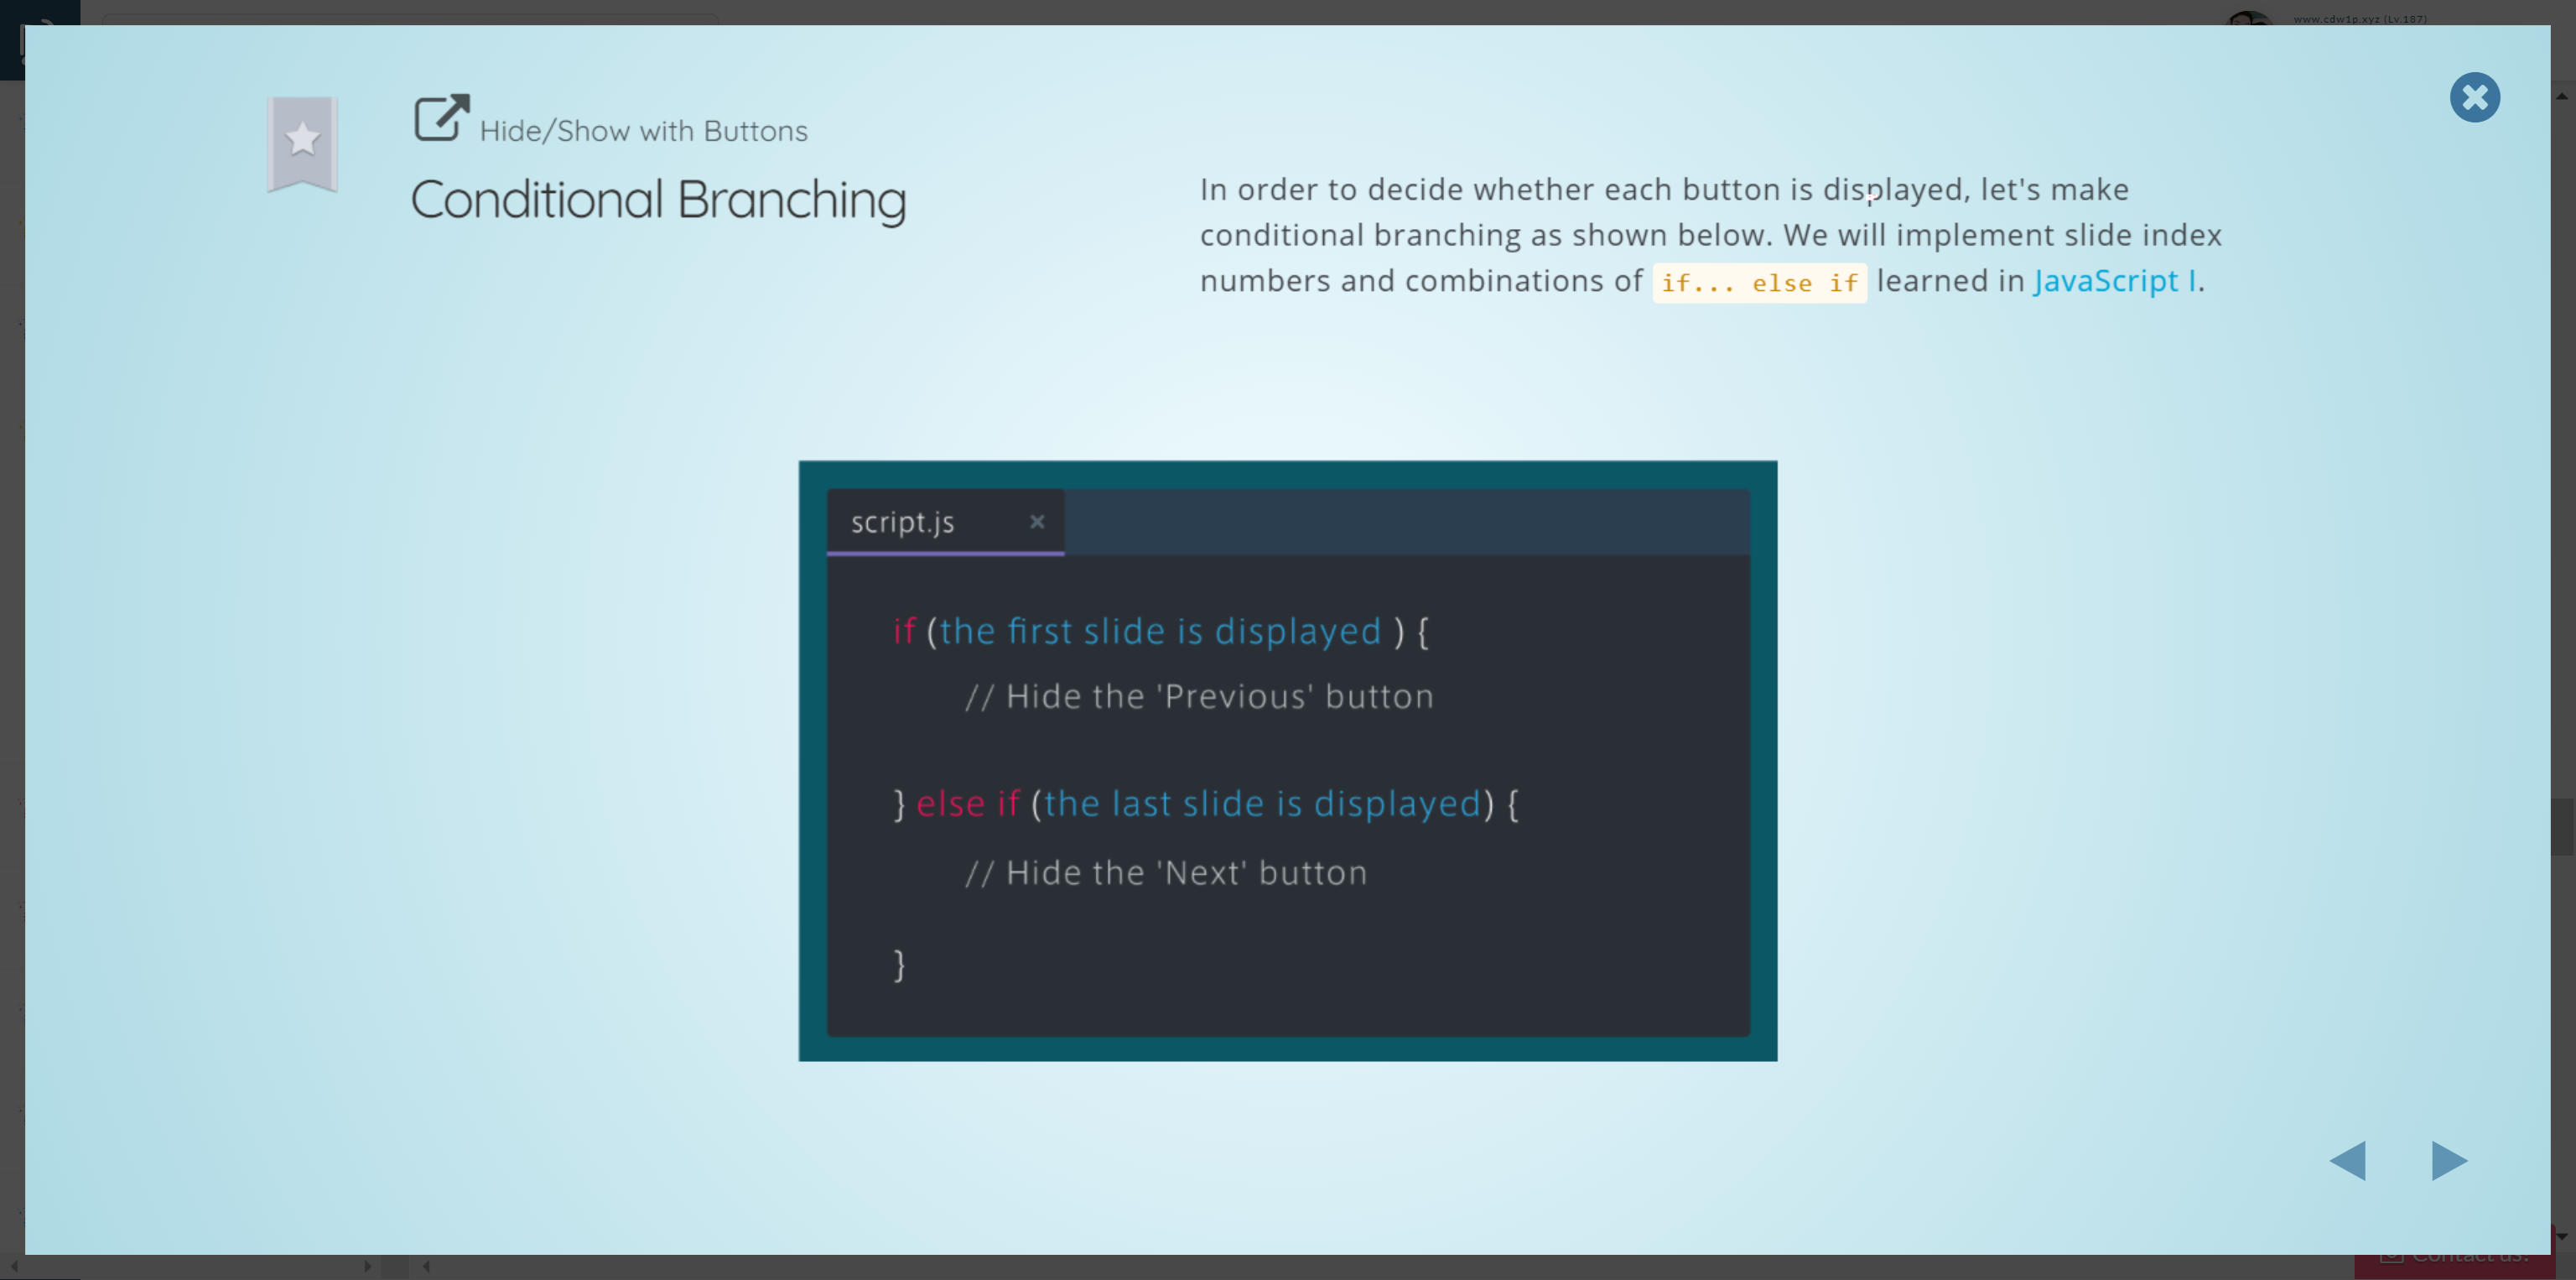 www.cdw1p.xyz (Lv.187)
Hide/Show with Buttons
Conditional Branching
In order to decide whether each button is displayed, let's make
conditional branching as shown below. We will implement slide index
numbers and combinations of if... else if learned in JavaScript I.
script.js ×
if (the first slide is displayed ) {
// Hide the 'Previous' button
} else if (the last slide is displayed) {
// Hide the 'Next' button
}
Contact us!